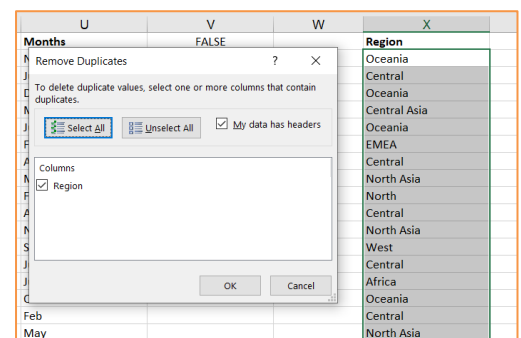 U V W X
Months FALSE Region
Remove Duplicates ? ×
Oceania
Central
To delete duplicate values, select one or more columns that contain
duplicates.
Oceania
Central Asia
Select All Unselect All My data has headers
Oceania
EMEA
Columns
Central
Region
North Asia
North
Central
North Asia
West
Central
OK Cancel
Africa
Oceania
Feb Central
May North Asia